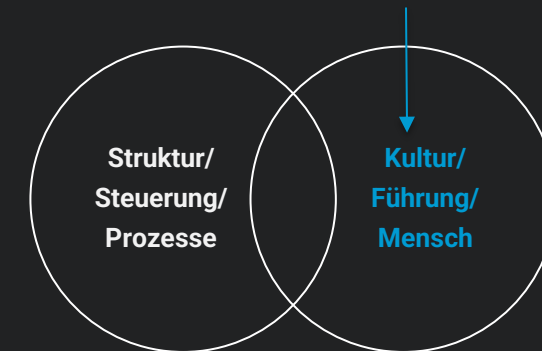 Struktur/
Steuerung/
Prozesse
Kultur/
Führung/
Mensch